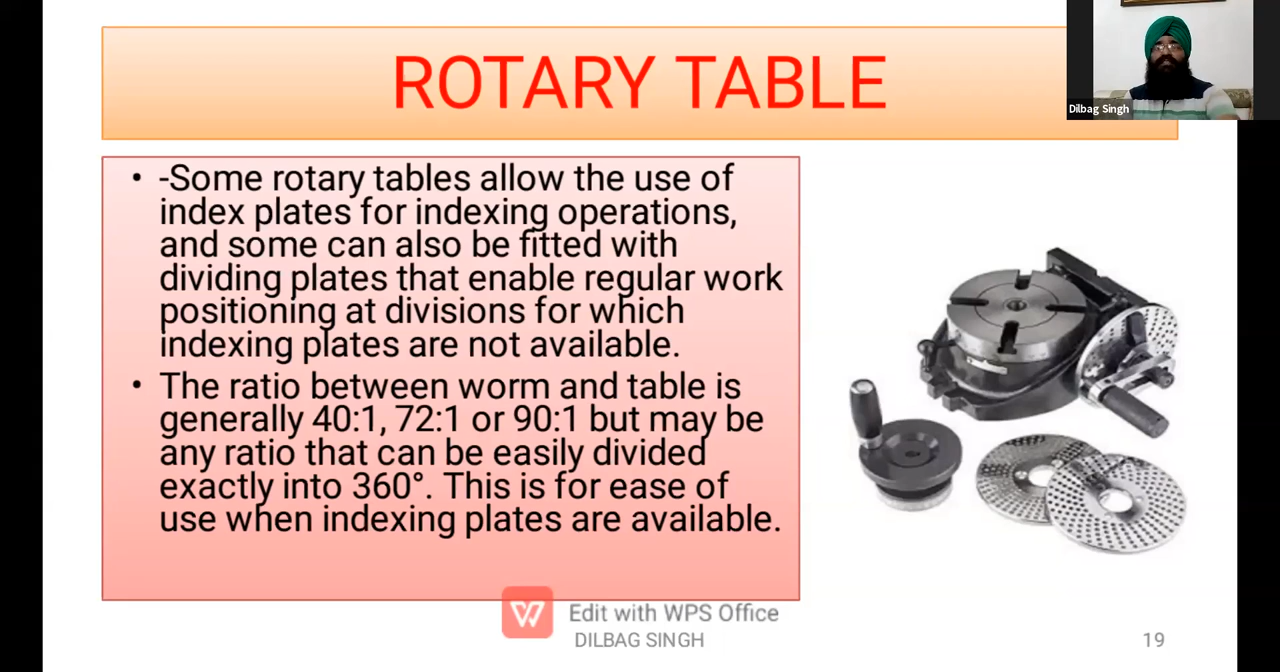 ROTARY TABLE
Dilbag Singh
• -Some rotary tables allow the use of
index plates for indexing operations,
and some can also be fitted with
dividing plates that enable regular work
positioning at divisions for which
indexing plates are not available.
• The ratio between worm and table is
generally 40:1, 72:1 or 90:1 but may be
any ratio that can be easily divided
exactly into 360°. This is for ease of
use when indexing plates are available.
Edit with WPS Office
DILBAG SINGH
19